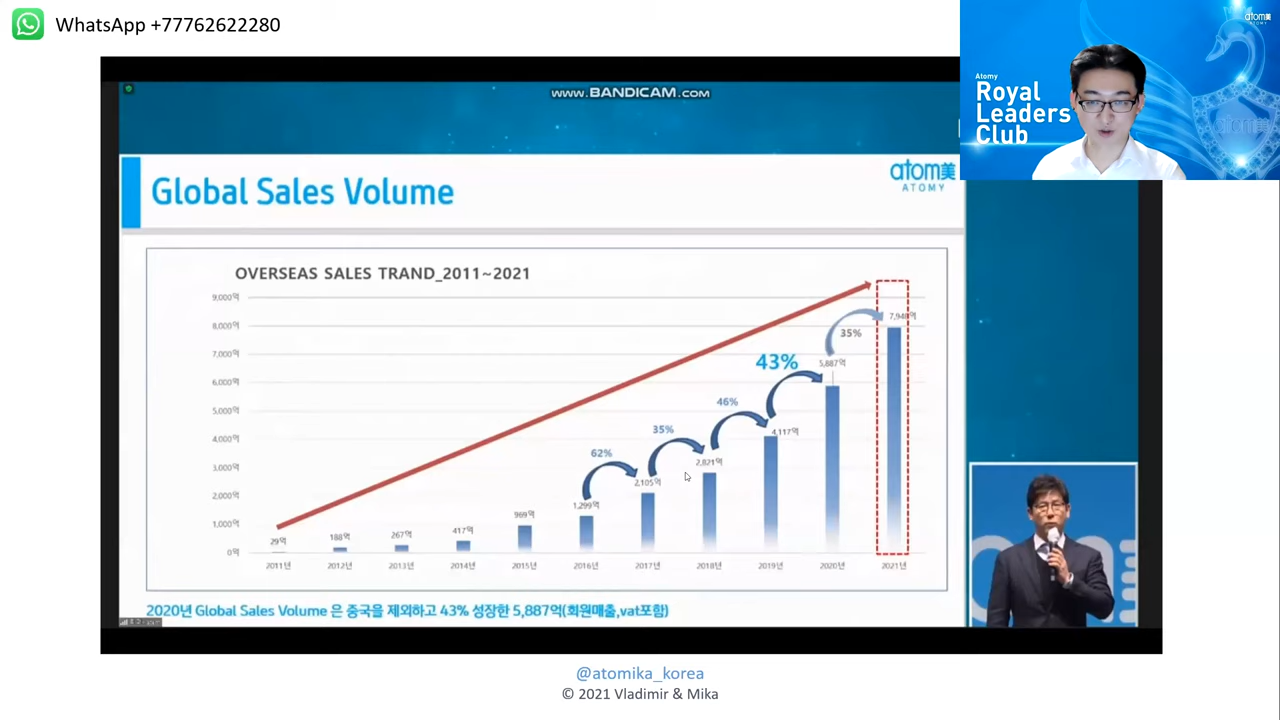 WhatsApp +77762622280
www.BANDICAM.com
atom美
ATOMY
Atomy
Royal
Leaders
Club
Global Sales Volume
atom美
ATOMY
OVERSEAS SALES TRAND_2011~2021
9,000억
8,000억
7,000억
6,000억
5,000억
4,000억
3,000억
2,000억
1,000억
0억
29억
188억
267억
417억
969억
1,299억
2,105억
2,821억
4,117억
5,887억
62%
35%
46%
43%
35%
2011년 2012년 2013년 2014년 2015년 2016년 2017년 2018년 2019년 2020년 2021년
2020년 Global Sales Volume 은 중국을 제외하고 43% 성장한 5,887억(회원매출,vat포함)
@atomika_korea
© 2021 Vladimir & Mika